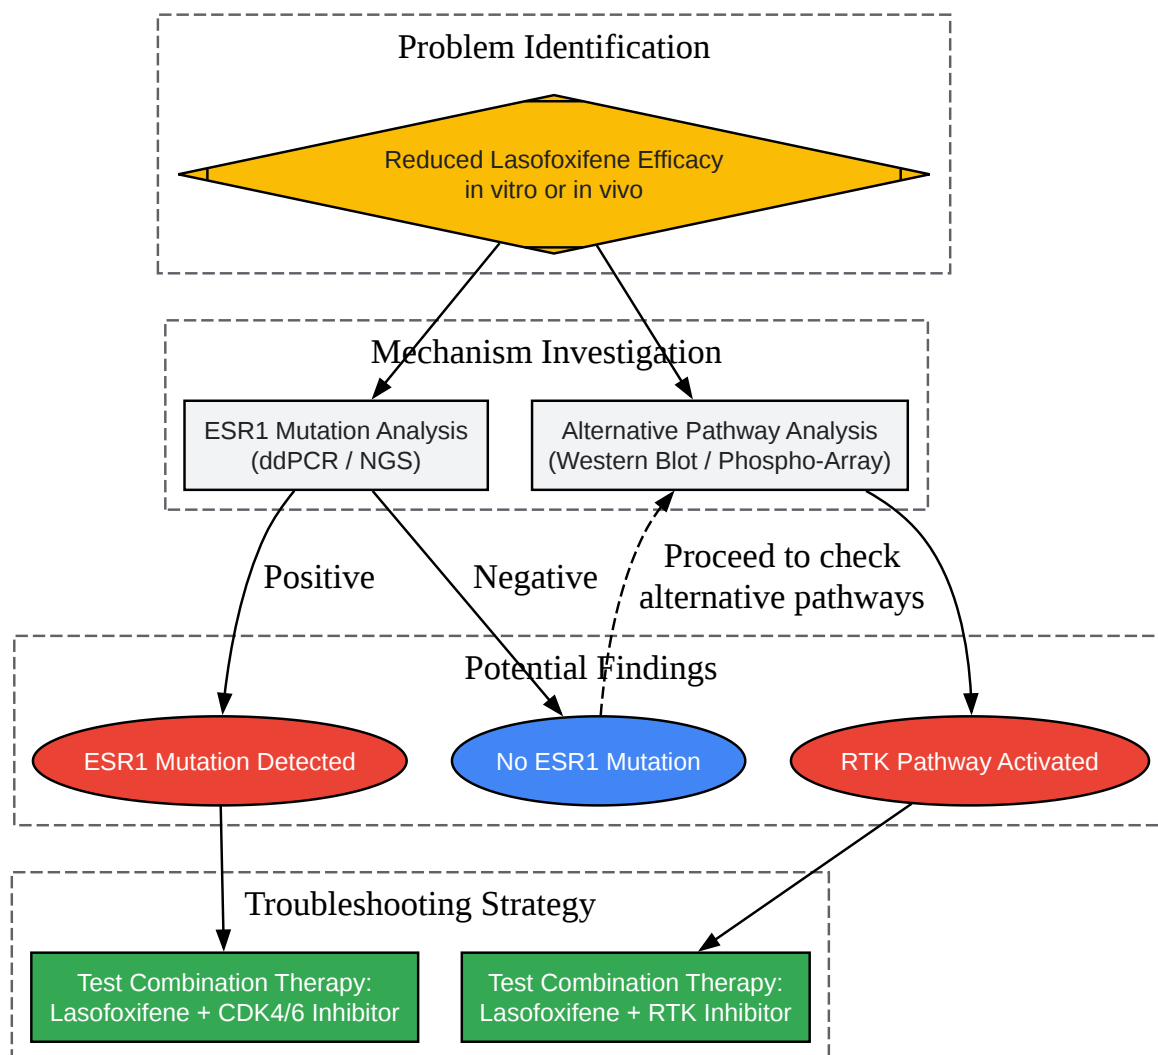 Problem Identification
Reduced Lasofoxifene Efficacy
in vitro or in vivo
Mechanism Investigation
ESR1 Mutation Analysis
(ddPCR / NGS)
Alternative Pathway Analysis
(Western Blot / Phospho-Array)
Positive
Negative
Proceed to check
alternative pathways
Potential Findings
ESR1 Mutation Detected
No ESR1 Mutation
RTK Pathway Activated
Troubleshooting Strategy
Test Combination Therapy:
Lasofoxifene + CDK4/6 Inhibitor
Test Combination Therapy:
Lasofoxifene + RTK Inhibitor